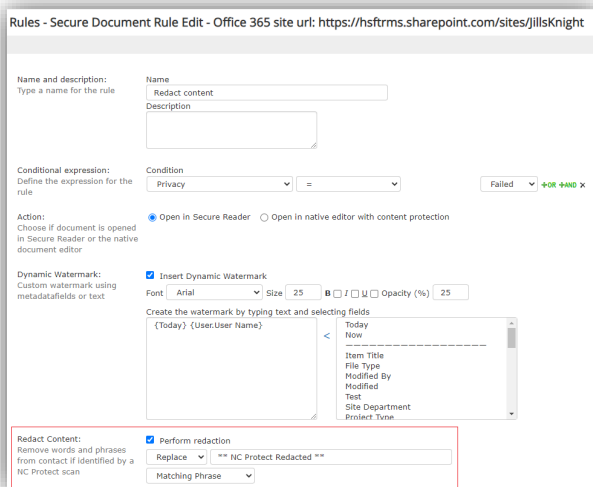 Rules - Secure Document Rule Edit - Office 365 site url: https://hsftrms.sharepoint.com/sites/JillsKnight
Name and description:
Type a name for the rule
Name
Redact content
Description
Conditional expression:
Define the expression for the
rule
Condition
Privacy
=
Failed
+OR +AND ×
Action:
Choose if document is opened
in Secure Reader or the native
document editor
Open in Secure Reader
Open in native editor with content protection
Dynamic Watermark:
Custom watermark using
metadatafields or text
Insert Dynamic Watermark
Font Arial Size 25 B I U Opacity (%) 25
Create the watermark by typing text and selecting fields
{Today} {User.User Name}
<
Today
Now
————————————————
Item Title
File Type
Modified By
Modified
Test
Site Department
Project Type
Redact Content:
Remove words and phrases
from contact if identified by a
NC Protect scan
Perform redaction
Replace
** NC Protect Redacted **
Matching Phrase